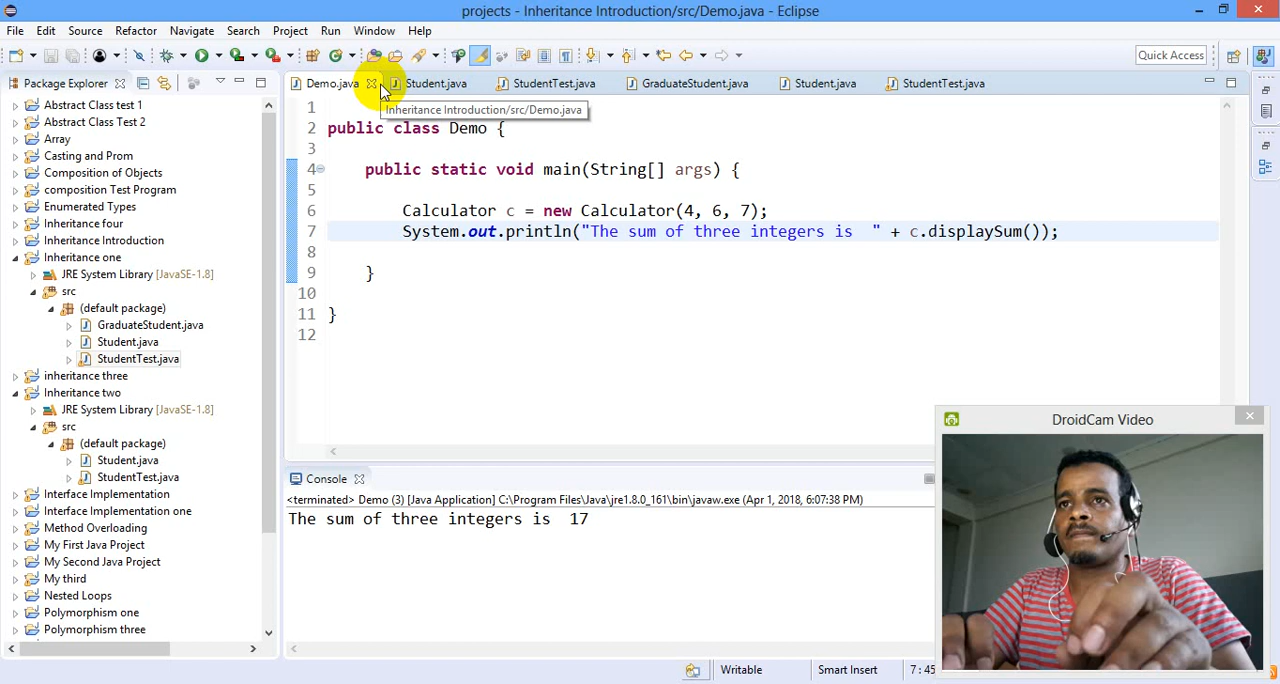 projects - Inheritance Introduction/src/Demo.java - Eclipse
File Edit Source Refactor Navigate Search Project Run Window Help
Quick Access
Package Explorer
Demo.java Student.java StudentTest.java GraduateStudent.java Student.java StudentTest.java
Inheritance Introduction/src/Demo.java
Abstract Class test 1
Abstract Class Test 2
Array
Casting and Prom
Composition of Objects
composition Test Program
Enumerated Types
Inheritance four
Inheritance Introduction
Inheritance one
JRE System Library [JavaSE-1.8]
src
(default package)
GraduateStudent.java
Student.java
StudentTest.java
inheritance three
Inheritance two
JRE System Library [JavaSE-1.8]
src
(default package)
Student.java
StudentTest.java
Interface Implementation
Interface Implementation one
Method Overloading
My First Java Project
My Second Java Project
My third
Nested Loops
Polymorphism one
Polymorphism three
1
2 public class Demo {
3
4 public static void main(String[] args) {
5
6 Calculator c = new Calculator(4, 6, 7);
7 System.out.println("The sum of three integers is  " + c.displaySum());
8
9 }
10
11 }
12
DroidCam Video
Console
<terminated> Demo (3) [Java Application] C:\Program Files\Java\jre1.8.0_161\bin\javaw.exe (Apr 1, 2018, 6:07:38 PM)
The sum of three integers is  17
Writable Smart Insert 7 : 45